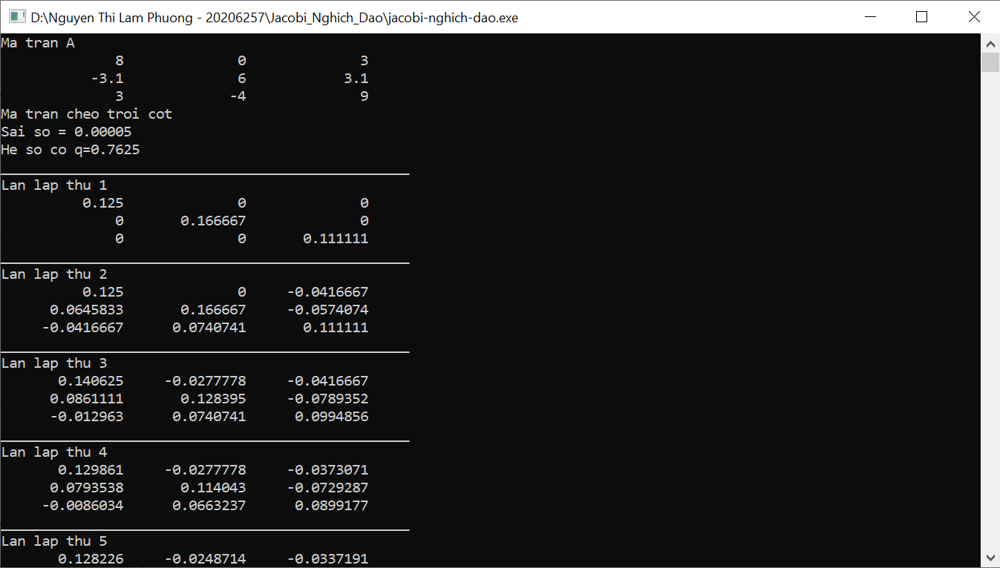 D:\Nguyen Thi Lam Phuong - 20206257\Jacobi_Nghich_Dao\jacobi-nghich-dao.exe
Ma tran A
8 0 3
-3.1 6 3.1
3 -4 9
Ma tran cheo troi cot
Sai so = 0.00005
He so co q=0.7625
Lan lap thu 1
0.125 0 0
0 0.166667 0
0 0 0.111111
Lan lap thu 2
0.125 0 -0.0416667
0.0645833 0.166667 -0.0574074
-0.0416667 0.0740741 0.111111
Lan lap thu 3
0.140625 -0.0277778 -0.0416667
0.0861111 0.128395 -0.0789352
-0.012963 0.0740741 0.0994856
Lan lap thu 4
0.129861 -0.0277778 -0.0373071
0.0793538 0.114043 -0.0729287
-0.0086034 0.0663237 0.0899177
Lan lap thu 5
0.128226 -0.0248714 -0.0337191